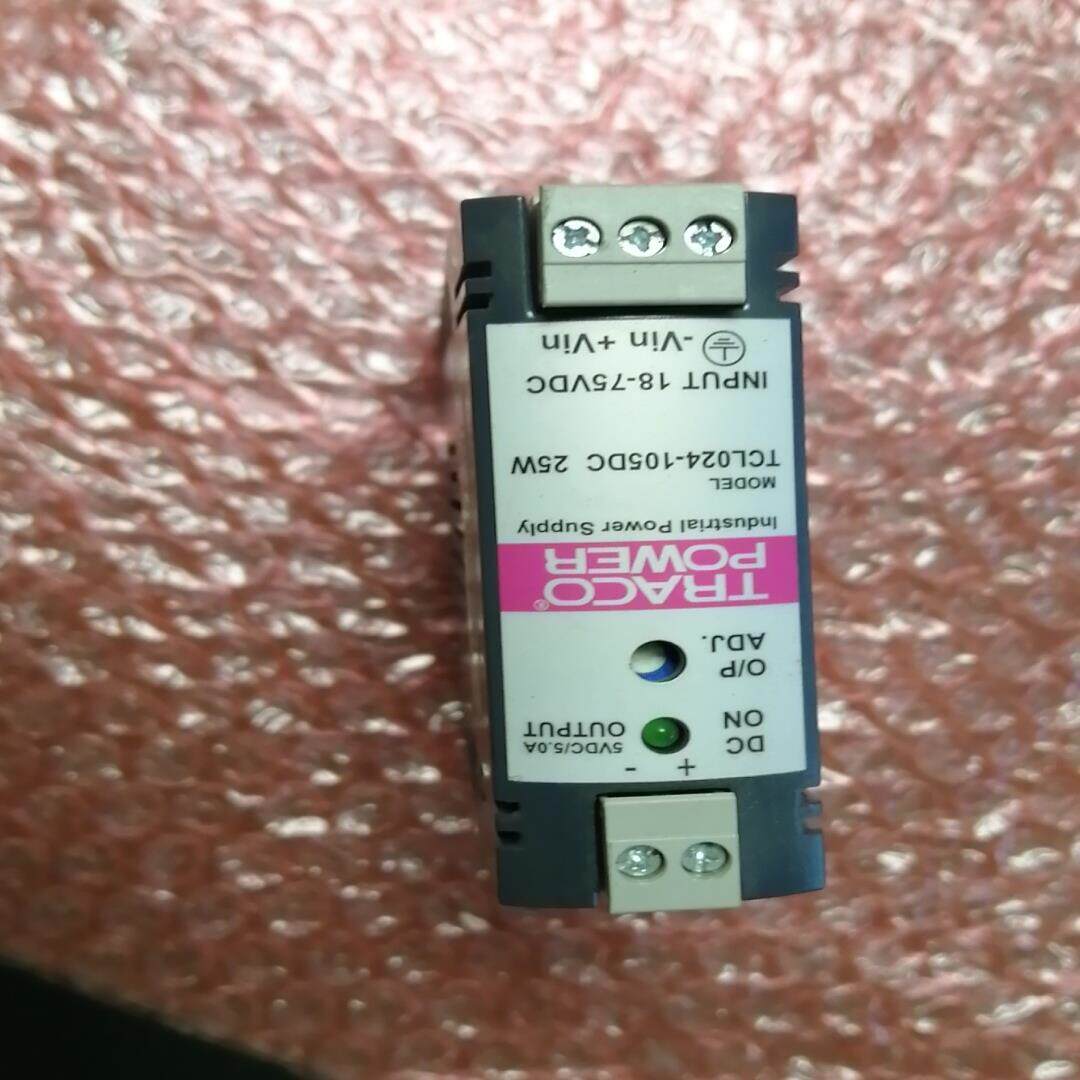 + -
DC
ON
5VDC/5.0A
OUTPUT
O/P
ADJ.
TRACO®
POWER
Industrial Power Supply
MODEL
TCL024-105DC 25W
INPUT 18-75VDC
-Vin +Vin